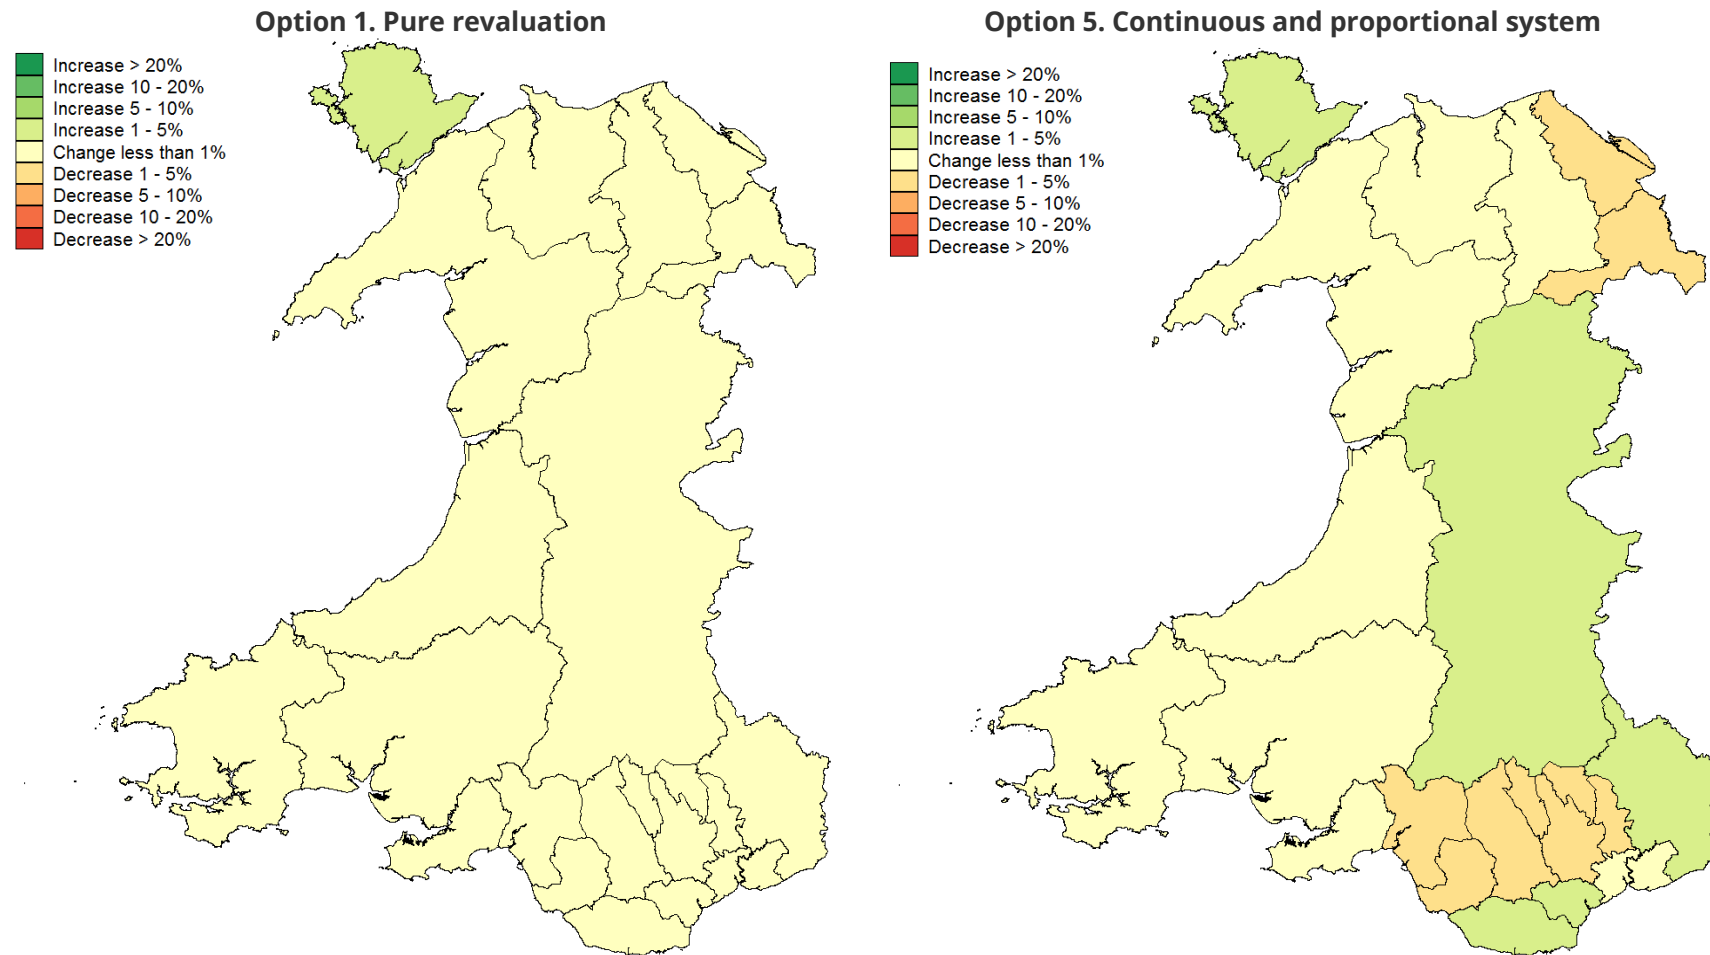 Option 1. Pure revaluation
Increase > 20%
Increase 10 - 20%
Increase 5 - 10%
Increase 1 - 5%
Change less than 1%
Decrease 1 - 5%
Decrease 5 - 10%
Decrease 10 - 20%
Decrease > 20%
Option 5. Continuous and proportional system
Increase > 20%
Increase 10 - 20%
Increase 5 - 10%
Increase 1 - 5%
Change less than 1%
Decrease 1 - 5%
Decrease 5 - 10%
Decrease 10 - 20%
Decrease > 20%